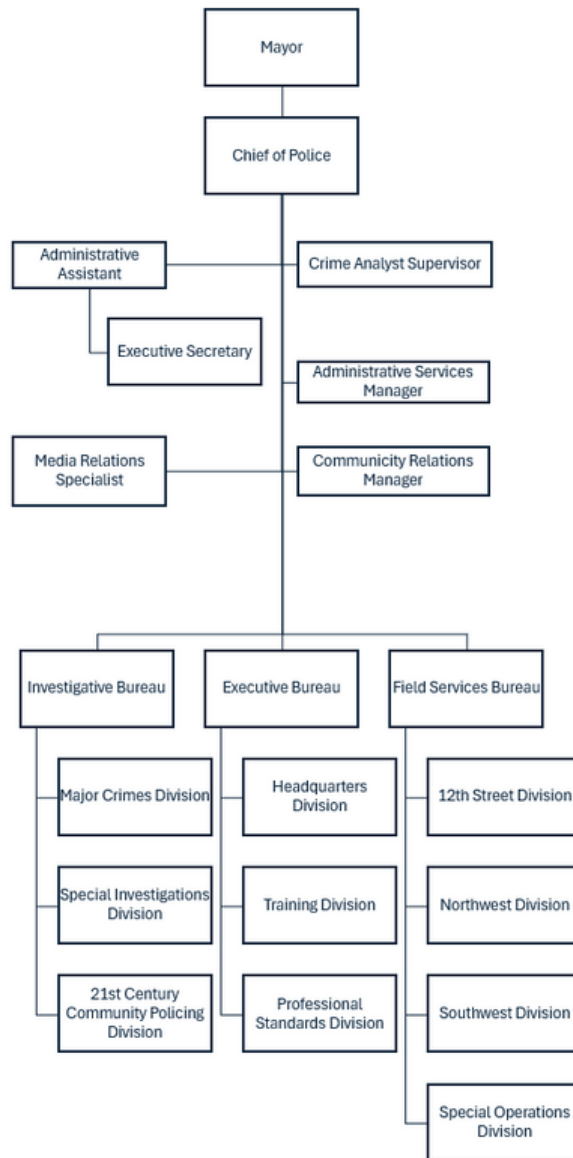 Mayor
Chief of Police
Administrative
Assistant
Crime Analyst Supervisor
Executive Secretary
Administrative Services
Manager
Media Relations
Specialist
Communicity Relations
Manager
Investigative Bureau
Executive Bureau
Field Services Bureau
Major Crimes Division
Headquarters
Division
12th Street Division
Special Investigations
Division
Training Division
Northwest Division
21st Century
Community Policing
Division
Professional
Standards Division
Southwest Division
Special Operations
Division